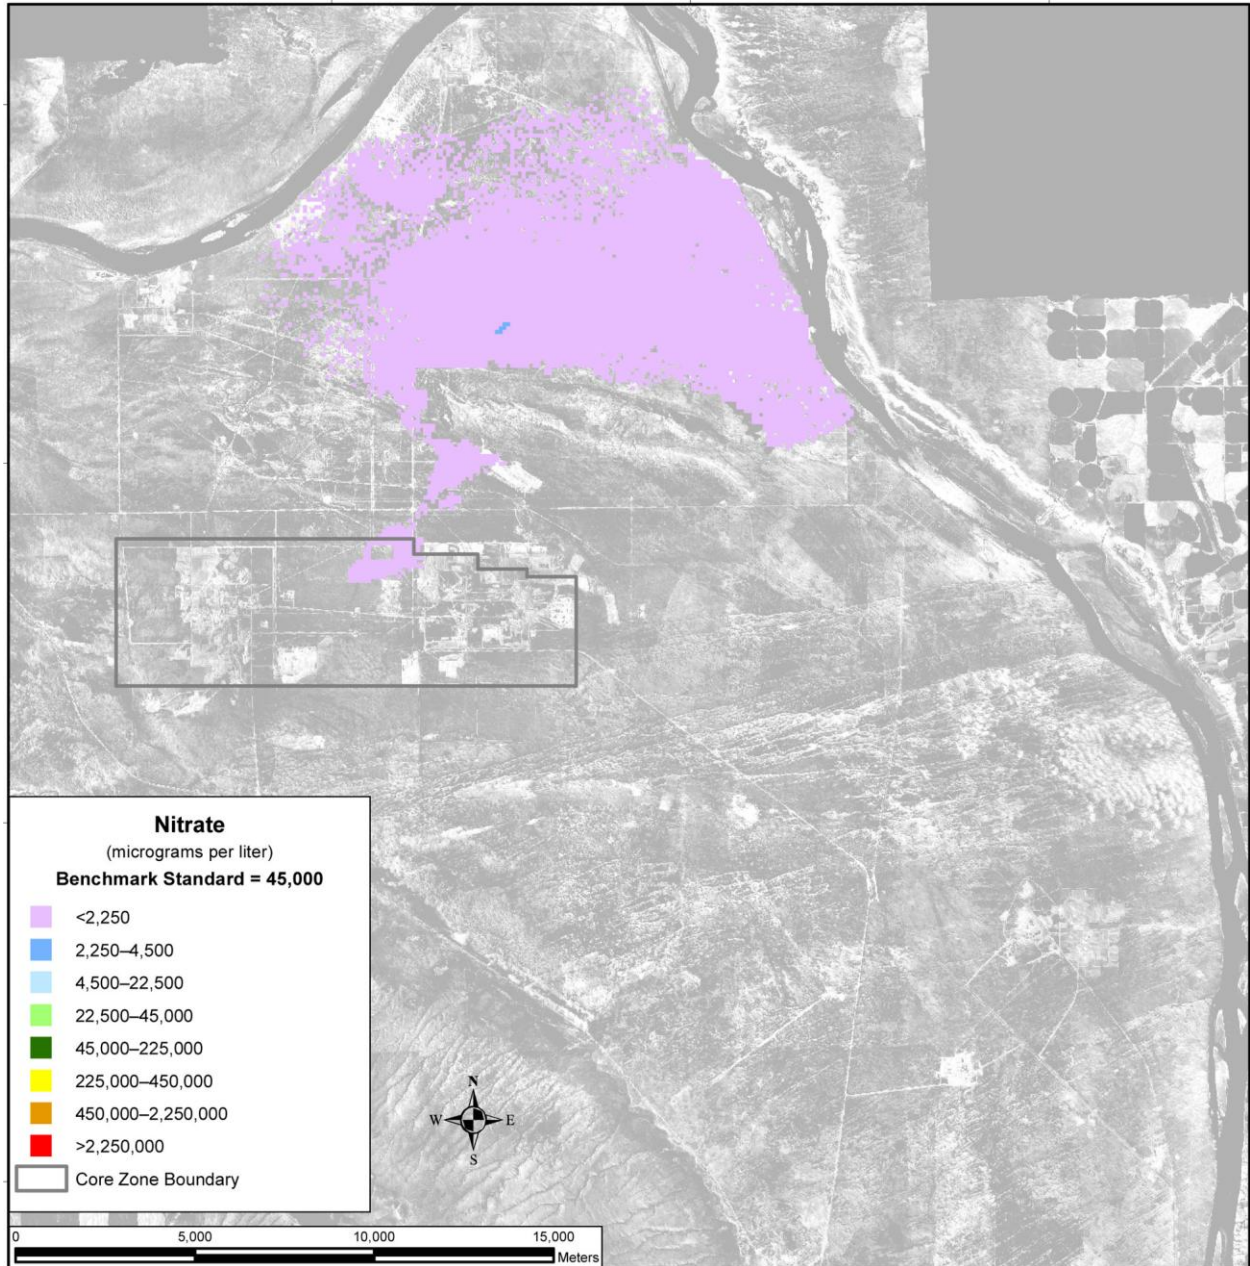 Nitrate
(micrograms per liter)
Benchmark Standard = 45,000
<2,250
2,250–4,500
4,500–22,500
22,500–45,000
45,000–225,000
225,000–450,000
450,000–2,250,000
>2,250,000
Core Zone Boundary
N
W E
S
0 5,000 10,000 15,000
Meters